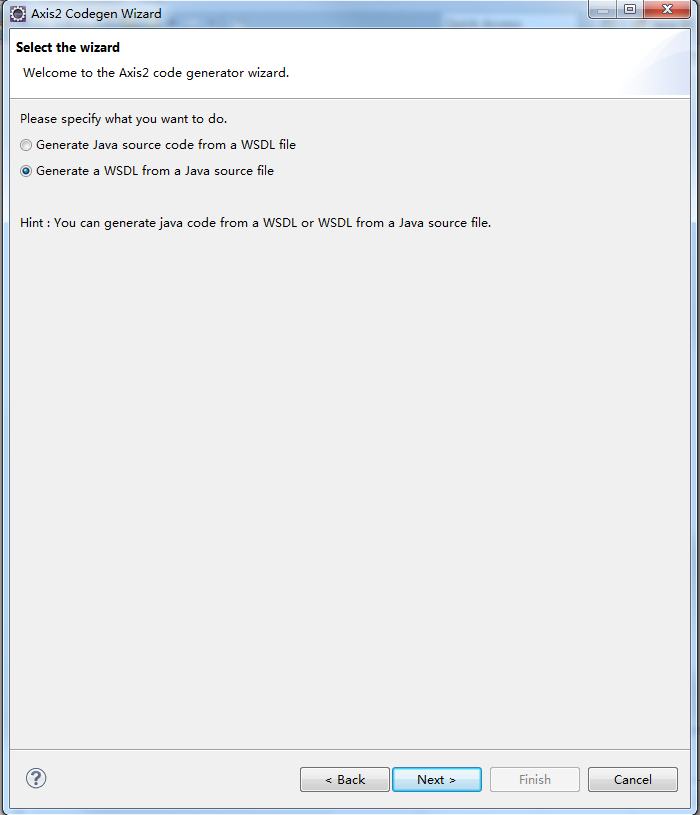 Axis2 Codegen Wizard
Select the wizard
Welcome to the Axis2 code generator wizard.
Please specify what you want to do.
Generate Java source code from a WSDL file
Generate a WSDL from a Java source file
Hint : You can generate java code from a WSDL or WSDL from a Java source file.
?
< Back
Next >
Finish
Cancel